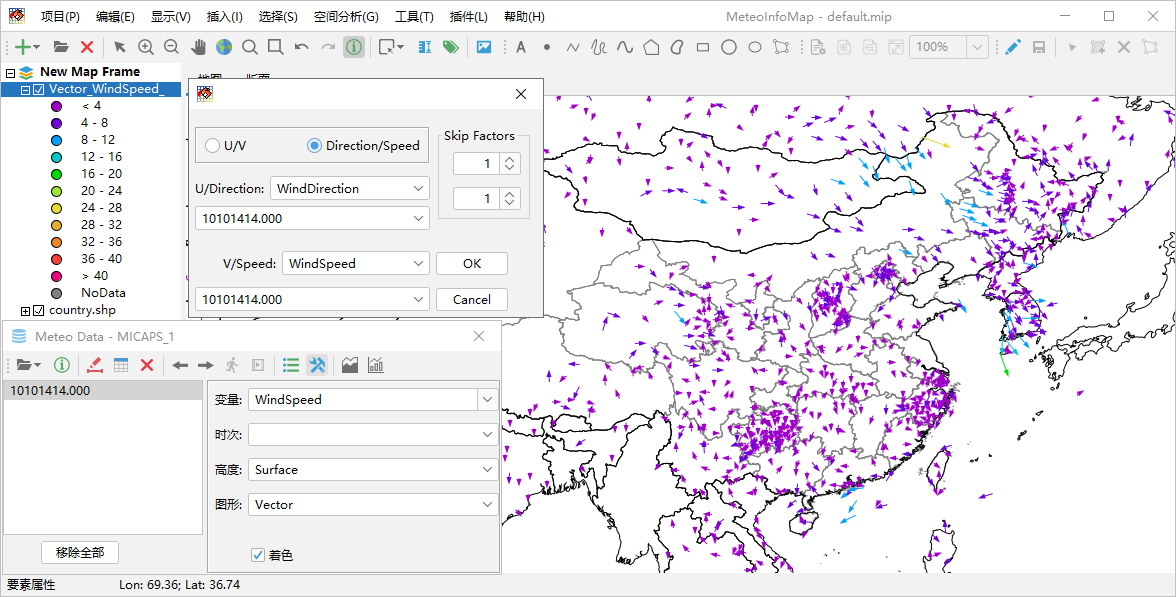 MeteoInfoMap - default.mip
项目(P) 编辑(E) 显示(V) 插入(I) 选择(S) 空间分析(G) 工具(T) 插件(L) 帮助(H)
A 100%
New Map Frame
Vector_WindSpeed_
< 4
4 - 8
8 - 12
12 - 16
16 - 20
20 - 24
24 - 28
28 - 32
32 - 36
36 - 40
> 40
NoData
country.shp
地图 版面
U/V Direction/Speed
Skip Factors
1
1
U/Direction: WindDirection
10101414.000
V/Speed: WindSpeed
OK
10101414.000
Cancel
Meteo Data - MICAPS_1
10101414.000
变量: WindSpeed
时次:
高度: Surface
图形: Vector
着色
移除全部
要素属性 Lon: 69.36; Lat: 36.74